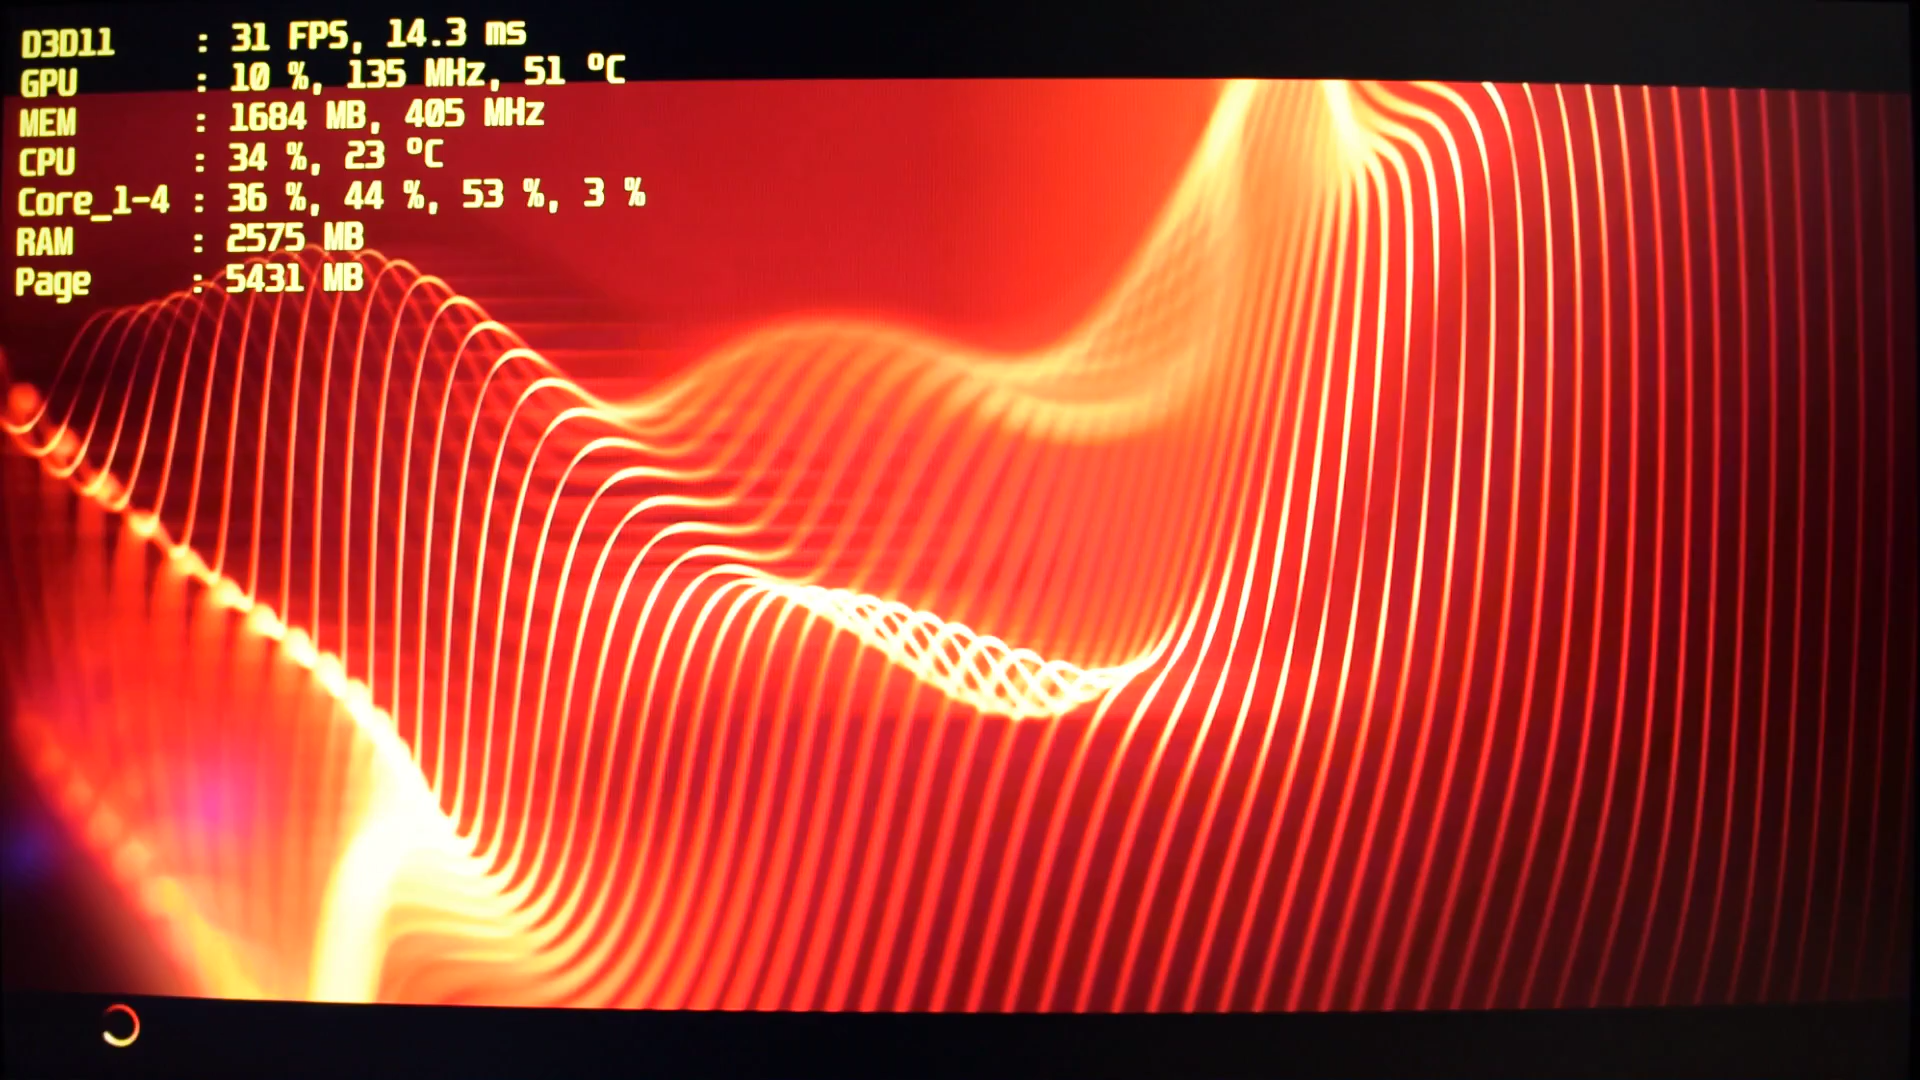 D3D11 : 31 FPS, 14.3 ms
GPU : 10 %, 135 MHz, 51 °C
MEM : 1684 MB, 405 MHz
CPU : 34 %, 23 °C
Core_1-4 : 36 %, 44 %, 53 %, 3 %
RAM : 2575 MB
Page : 5431 MB